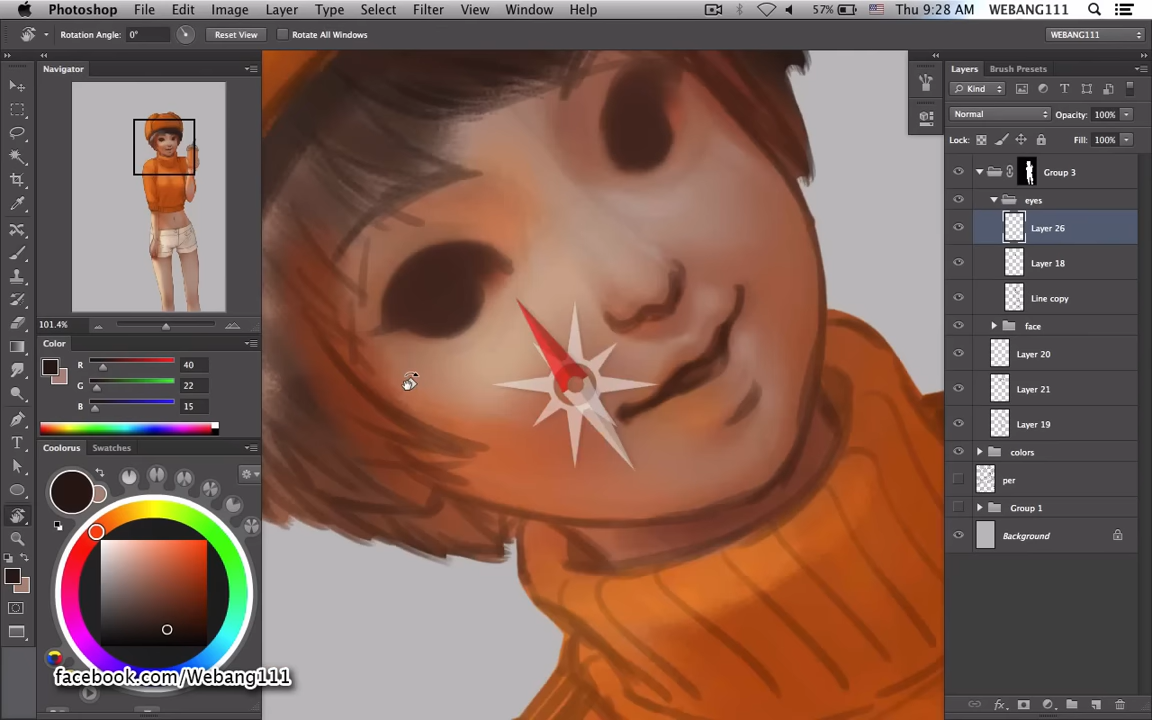 Photoshop File Edit Image Layer Type Select Filter View Window Help 57% Thu 9:28 AM WEBANG111
Rotation Angle: 0° Reset View Rotate All Windows WEBANG111
Navigator
101.4%
Color
R 40
G 22
B 15
Colorus Swatches
facebook.com/Webang111
Layers Brush Presets
Kind
Normal Opacity: 100%
Lock: Fill: 100%
Group 3
eyes
Layer 26
Layer 18
Line copy
face
Layer 20
Layer 21
Layer 19
colors
per
Group 1
Background
fx